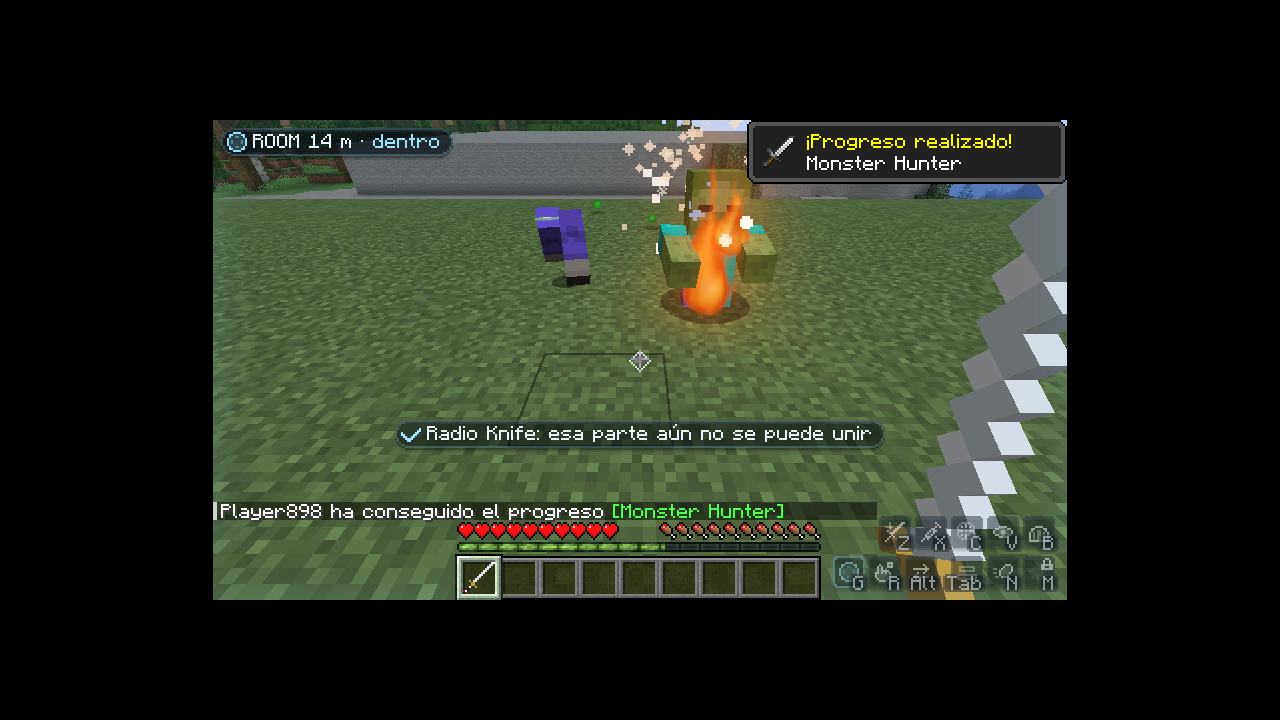 ROOM 14 m · dentro
¡Progreso realizado!
Monster Hunter
Radio Knife: esa parte aún no se puede unir
Player898 ha conseguido el progreso [Monster Hunter]
Z X C V B
G R Alt Tab N M